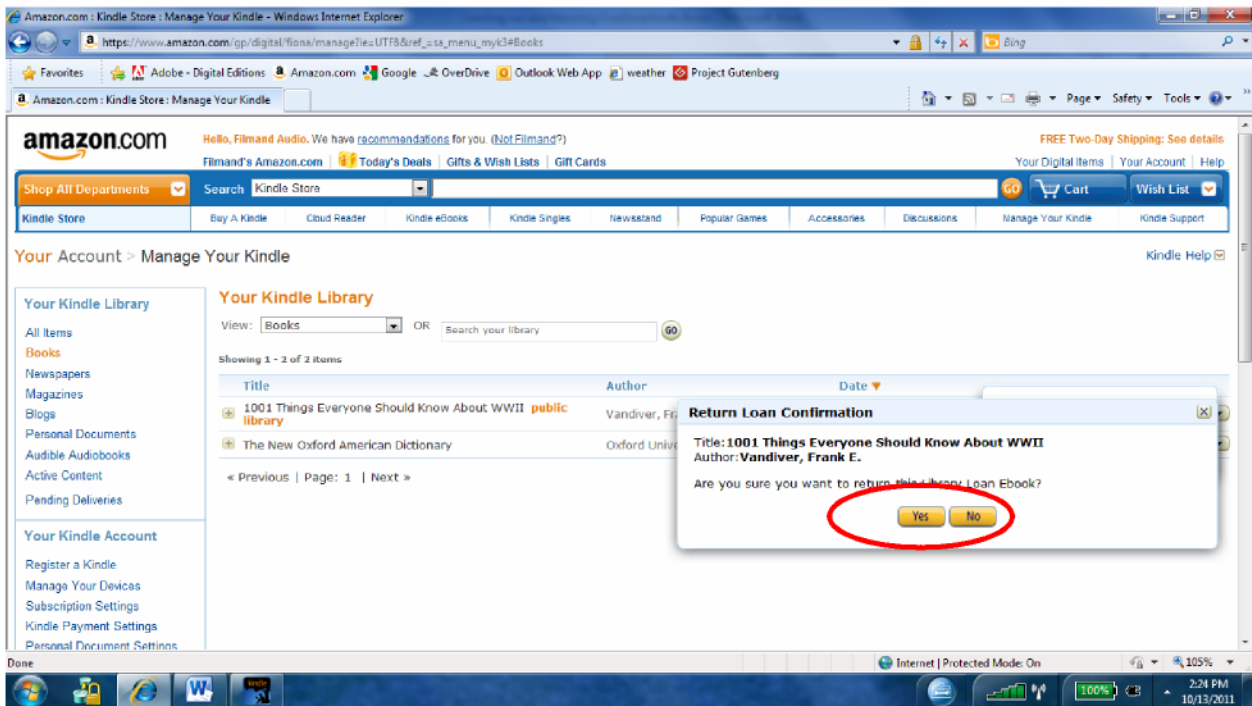 Amazon.com : Kindle Store : Manage Your Kindle - Windows Internet Explorer
https://www.amazon.com/gp/digital/fiona/manage?ie=UTF8&ref_=sa_menu_myk3#Books
Bing
Favorites Adobe - Digital Editions Amazon.com Google OverDrive Outlook Web App weather Project Gutenberg
Amazon.com : Kindle Store : Manage Your Kindle
Page Safety Tools
amazon.com
Hello, Filmand Audio. We have recommendations for you. (Not Filmand?)
FREE Two-Day Shipping: See details
Filmand's Amazon.com | Today's Deals | Gifts & Wish Lists | Gift Cards
Your Digital Items | Your Account | Help
Shop All Departments Search Kindle Store GO Cart Wish List
Kindle Store Buy A Kindle Cloud Reader Kindle eBooks Kindle Singles Newsstand Popular Games Accessories Discussions Manage Your Kindle Kindle Support
Your Account > Manage Your Kindle
Kindle Help
Your Kindle Library
All Items
Books
Newspapers
Magazines
Blogs
Personal Documents
Audible Audiobooks
Active Content
Pending Deliveries
Your Kindle Account
Register a Kindle
Manage Your Devices
Subscription Settings
Kindle Payment Settings
Personal Document Settings
Your Kindle Library
View: Books OR Search your library GO
Showing 1 - 2 of 2 items
Title Author Date
1001 Things Everyone Should Know About WWII public
library
Vandiver, Fr
The New Oxford American Dictionary Oxford Unive
« Previous | Page: 1 | Next »
Return Loan Confirmation
Title:1001 Things Everyone Should Know About WWII
Author:Vandiver, Frank E.
Are you sure you want to return this Library Loan Ebook?
Yes No
Done Internet | Protected Mode: On 105%
kindle
100%
2:24 PM
10/13/2011